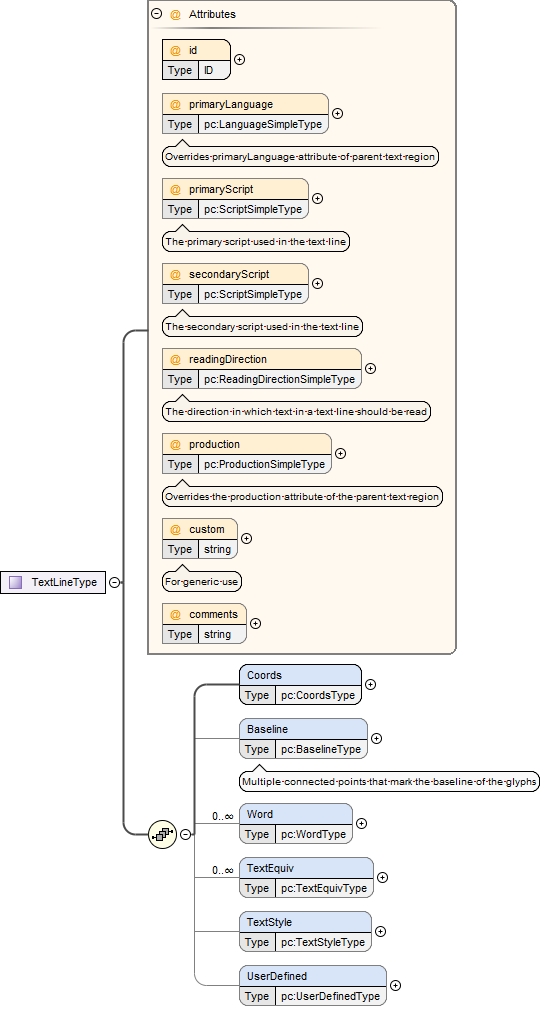 Attributes
@ id
Type ID
@ primaryLanguage
Type pc:LanguageSimpleType
Overrides primaryLanguage attribute of parent text region
@ primaryScript
Type pc:ScriptSimpleType
The primary script used in the text line
@ secondaryScript
Type pc:ScriptSimpleType
The secondary script used in the text line
@ readingDirection
Type pc:ReadingDirectionSimpleType
The direction in which text in a text line should be read
@ production
Type pc:ProductionSimpleType
Overrides the production attribute of the parent text region
@ custom
Type string
For generic use
@ comments
Type string
TextLineType
Coords
Type pc:CoordsType
Baseline
Type pc:BaselineType
Multiple connected points that mark the baseline of the glyphs
0..∞ Word
Type pc:WordType
0..∞ TextEquiv
Type pc:TextEquivType
TextStyle
Type pc:TextStyleType
UserDefined
Type pc:UserDefinedType